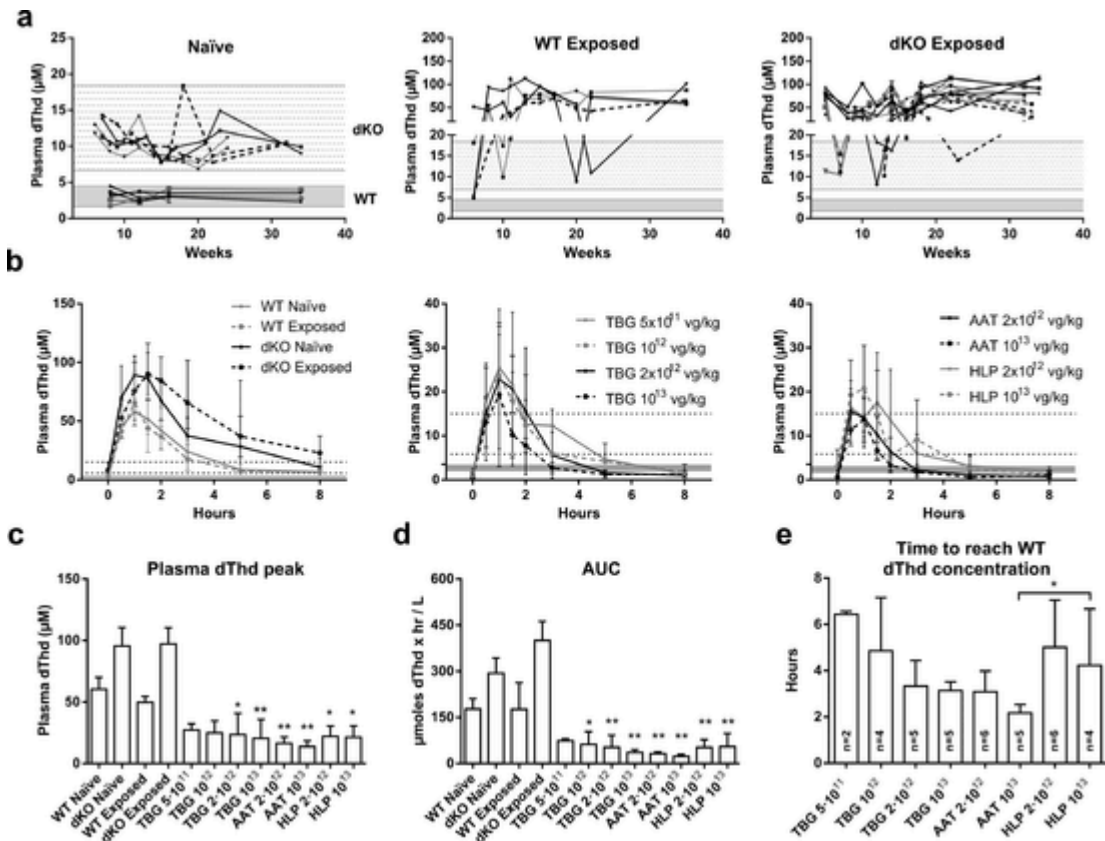 a
Naïve
Plasma dThd (µM)
25
20
15
10
5
0
dKO
WT
10 20 30 40
Weeks
WT Exposed
Plasma dThd (µM)
200
150
100
50
20
15
10
5
0
10 20 30 40
Weeks
dKO Exposed
Plasma dThd (µM)
200
150
100
50
20
15
10
5
0
10 20 30 40
Weeks
b
Plasma dThd (µM)
150
100
50
0
WT Naïve
WT Exposed
dKO Naïve
dKO Exposed
0 2 4 6 8
Hours
Plasma dThd (µM)
40
30
20
10
0
TBG 5x10¹¹ vg/kg
TBG 10¹² vg/kg
TBG 2x10¹² vg/kg
TBG 10¹³ vg/kg
0 2 4 6 8
Hours
Plasma dThd (µM)
40
30
20
10
0
AAT 2x10¹² vg/kg
AAT 10¹³ vg/kg
HLP 2x10¹² vg/kg
HLP 10¹³ vg/kg
0 2 4 6 8
Hours
c
Plasma dThd peak
Plasma dThd (µM)
150
100
50
0
* ** ** ** * *
WT Naïve
dKO Naïve
WT Exposed
dKO Exposed
TBG 5·10¹¹
TBG 10¹²
TBG 2·10¹²
TBG 10¹³
AAT 2·10¹²
AAT 10¹³
HLP 2·10¹²
HLP 10¹³
d
AUC
µmoles dThd x hr / L
600
450
300
150
0
* ** ** ** ** ** **
WT Naïve
dKO Naïve
WT Exposed
dKO Exposed
TBG 5·10¹¹
TBG 10¹²
TBG 2·10¹²
TBG 10¹³
AAT 2·10¹²
AAT 10¹³
HLP 2·10¹²
HLP 10¹³
e
Time to reach WT
dThd concentration
Hours
8
6
4
2
0
*
n=2
n=4
n=5
n=5
n=6
n=5
n=6
n=4
TBG 5·10¹¹
TBG 10¹²
TBG 2·10¹²
TBG 10¹³
AAT 2·10¹²
AAT 10¹³
HLP 2·10¹²
HLP 10¹³